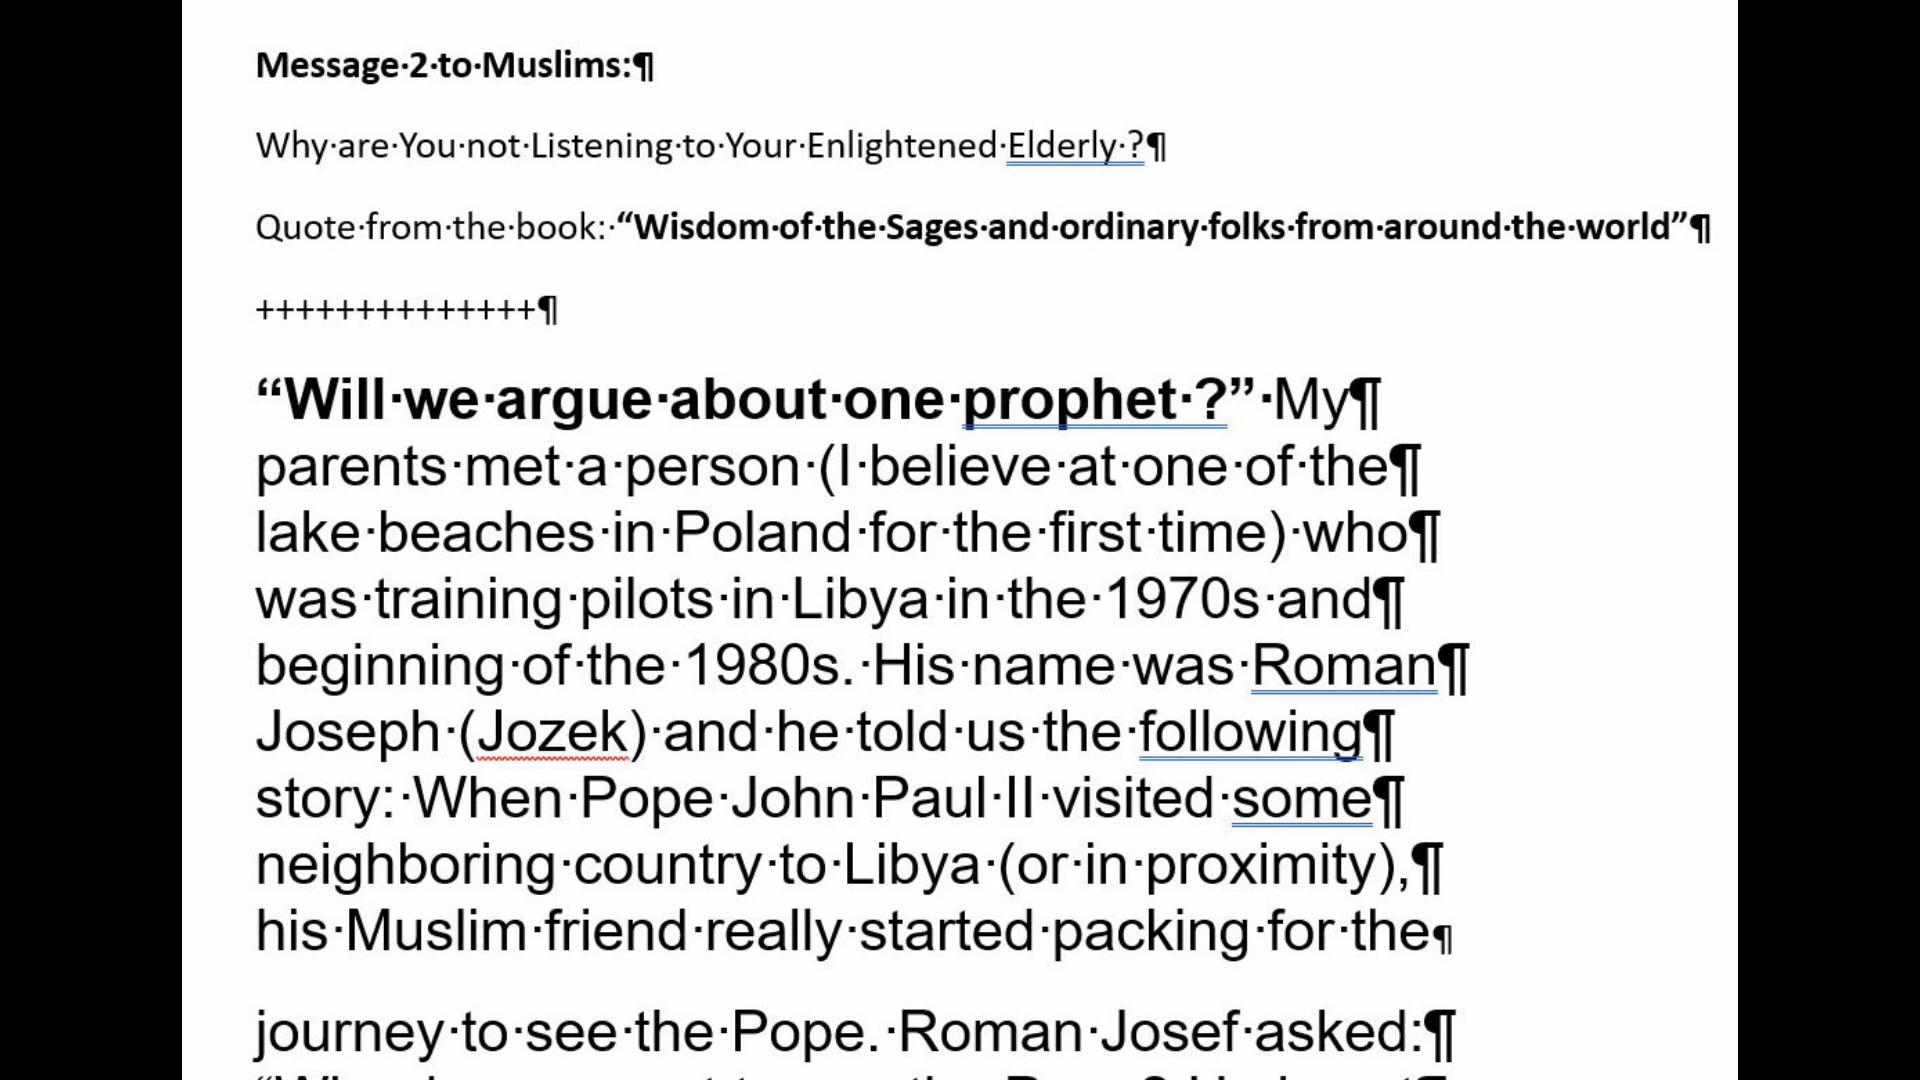 Message·2·to·Muslims:¶
Why·are·You·not·Listening·to·Your·Enlightened·Elderly·?¶
Quote·from·the·book:·“Wisdom·of·the·Sages·and·ordinary·folks·from·around·the·world”¶
++++++++++++++¶
“Will·we·argue·about·one·prophet·?”·My¶
parents·met·a·person·(I·believe·at·one·of·the¶
lake·beaches·in·Poland·for·the·first·time)·who¶
was·training·pilots·in·Libya·in·the·1970s·and¶
beginning·of·the·1980s.·His·name·was·Roman¶
Joseph·(Jozek)·and·he·told·us·the·following¶
story:·When·Pope·John·Paul·II·visited·some¶
neighboring·country·to·Libya·(or·in·proximity),¶
his·Muslim·friend·really·started·packing·for·the¶
journey·to·see·the·Pope.·Roman·Josef·asked:¶